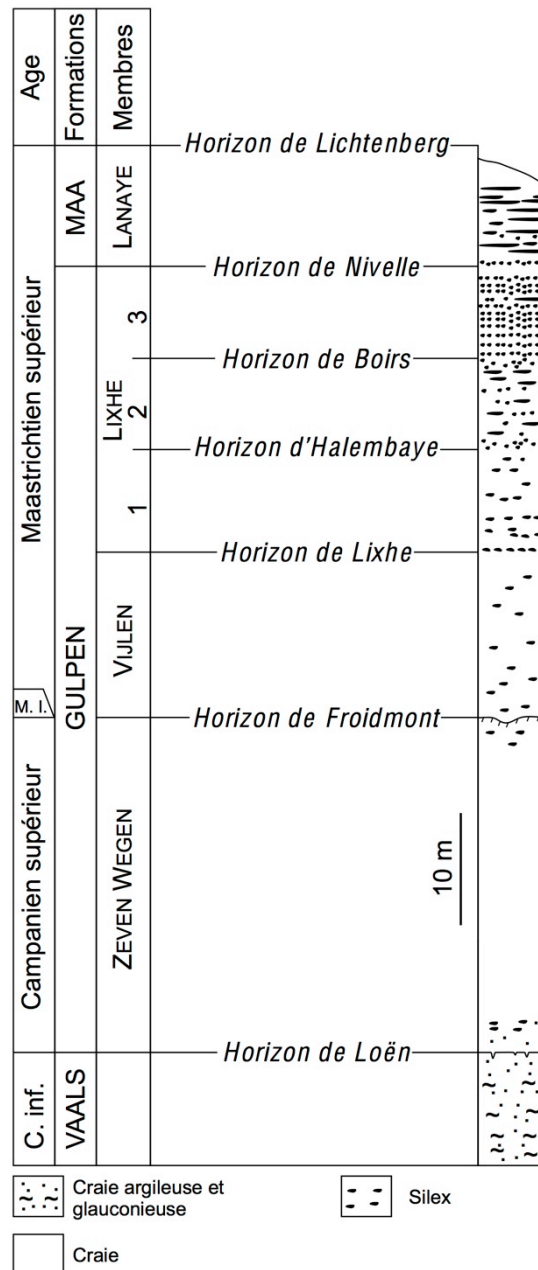 Age
Formations
Membres
Horizon de Lichtenberg
MAA
LANAYE
Horizon de Nivelle
Maastrichtien supérieur
GULPEN
LIXHE
3
Horizon de Boirs
2
Horizon d'Halembaye
1
Horizon de Lixhe
VIJLEN
M. I.
Horizon de Froidmont
Campanien supérieur
ZEVEN WEGEN
10 m
Horizon de Loën
C. inf.
VAALS
Craie argileuse et
glauconieuse
Silex
Craie